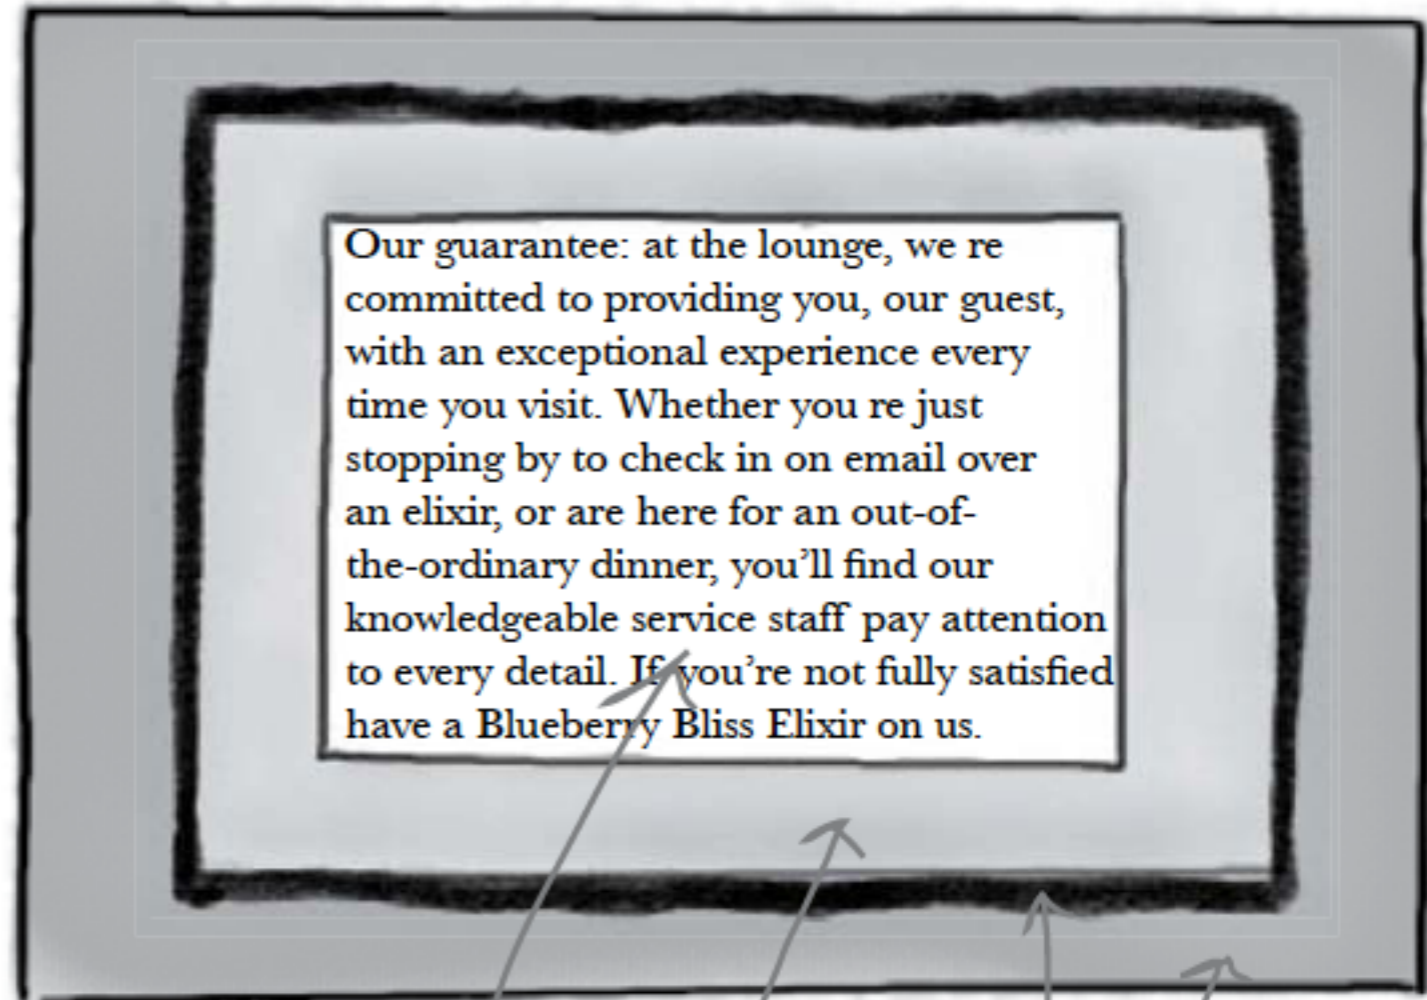 Our guarantee: at the lounge, we re
committed to providing you, our guest,
with an exceptional experience every
time you visit. Whether you re just
stopping by to check in on email over
an elixir, or are here for an out-of-
the-ordinary dinner, you’ll find our
knowledgeable service staff pay attention
to every detail. If you’re not fully satisfied
have a Blueberry Bliss Elixir on us.